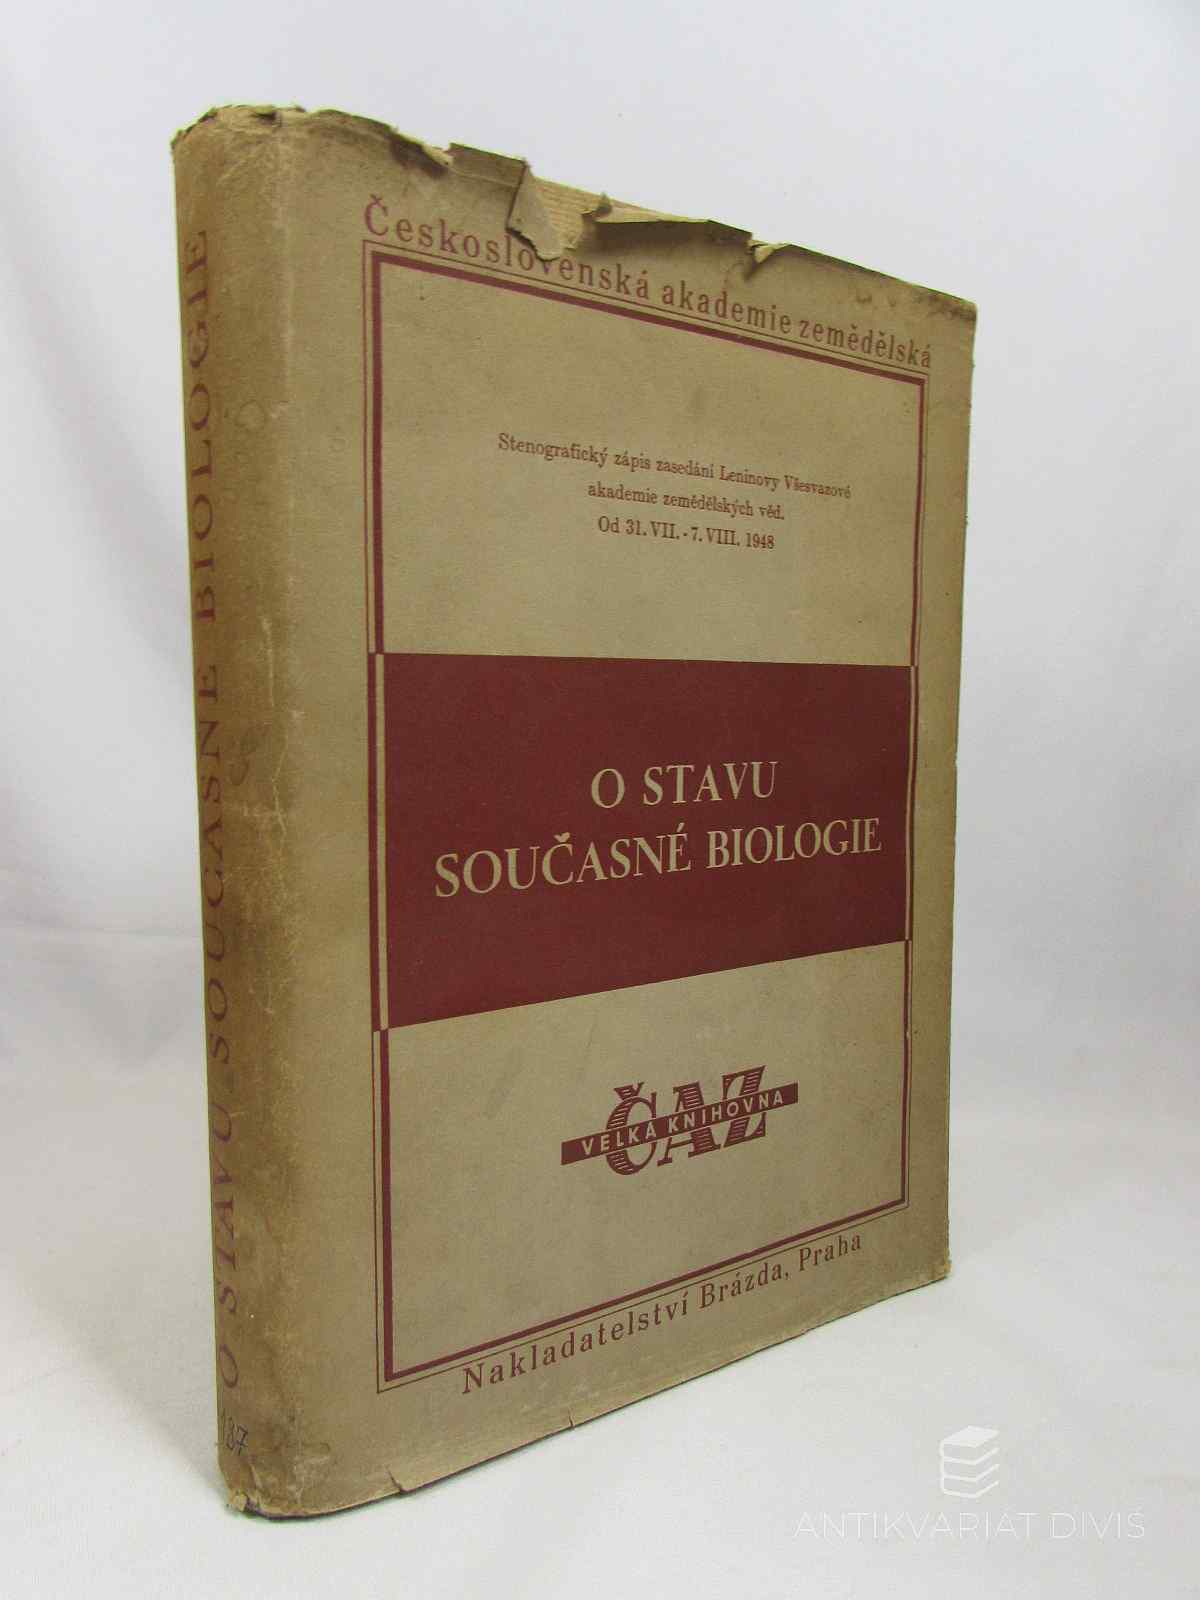 Československá akademie zemědělská
Stenografický zápis zasedání Leninovy Všesvazové
akademie zemědělských věd.
Od 31. VII. - 7. VIII. 1948
O STAVU
SOUČASNÉ BIOLOGIE
ČAZ
VELKÁ KNIHOVNA
Nakladatelství Brázda, Praha
O STAVU SOUČASNÉ BIOLOGIE
187
ANTIKVARIÁT DIVIŠ